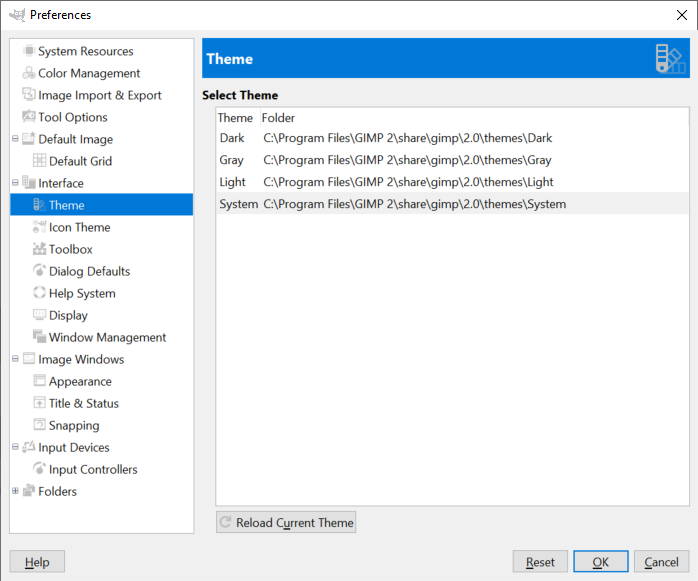 Preferences
System Resources
Color Management
Image Import & Export
Tool Options
Default Image
Default Grid
Interface
Theme
Icon Theme
Toolbox
Dialog Defaults
Help System
Display
Window Management
Image Windows
Appearance
Title & Status
Snapping
Input Devices
Input Controllers
Folders
Theme
Select Theme
Theme Folder
Dark C:\Program Files\GIMP 2\share\gimp\2.0\themes\Dark
Gray C:\Program Files\GIMP 2\share\gimp\2.0\themes\Gray
Light C:\Program Files\GIMP 2\share\gimp\2.0\themes\Light
System C:\Program Files\GIMP 2\share\gimp\2.0\themes\System
Reload Current Theme
Help Reset OK Cancel